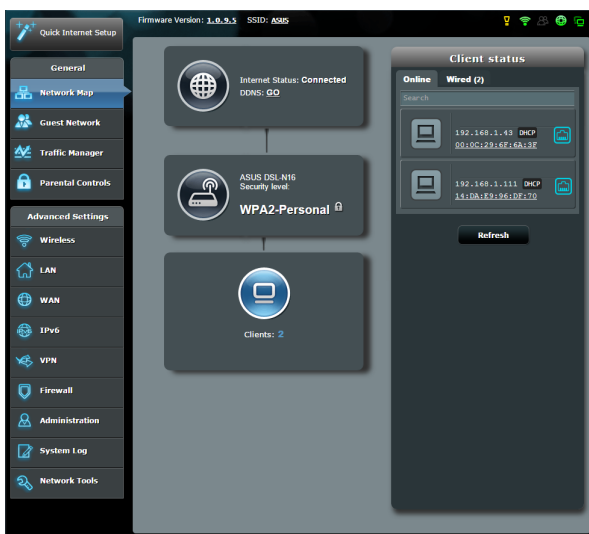 Quick Internet Setup
Firmware Version: 1.0.9.5 SSID: ASUS
General
Network Map
Guest Network
Traffic Manager
Parental Controls
Advanced Settings
Wireless
LAN
WAN
IPv6
VPN
Firewall
Administration
System Log
Network Tools
Internet Status: Connected
DDNS: GO
ASUS DSL-N16
Security level:
WPA2-Personal
Clients: 2
Client status
Online Wired (2)
Search
192.168.1.43 DHCP
00:0C:29:6F:6A:3F
192.168.1.111 DHCP
14:DA:E9:96:DF:70
Refresh